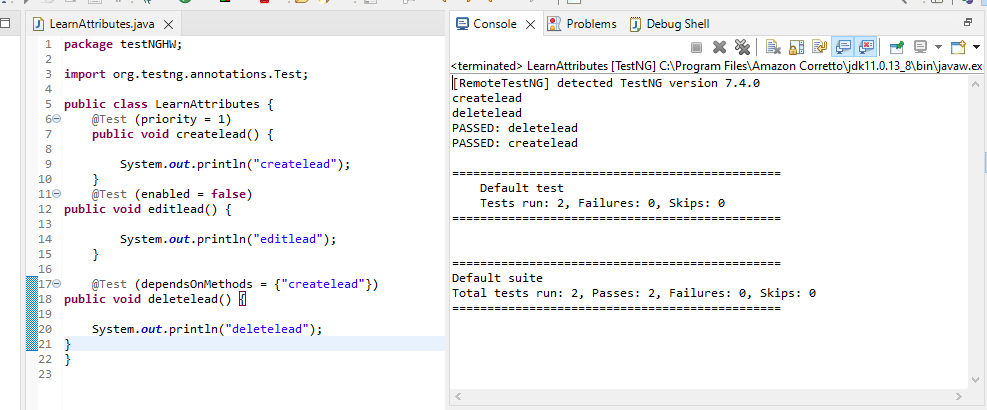 LearnAttributes.java
1 package testNGHW;
2
3 import org.testng.annotations.Test;
4
5 public class LearnAttributes {
6 @Test (priority = 1)
7 public void createlead() {
8
9 System.out.println("createlead");
10 }
11 @Test (enabled = false)
12 public void editlead() {
13
14 System.out.println("editlead");
15 }
16
17 @Test (dependsOnMethods = {"createlead"})
18 public void deletelead() {
19
20 System.out.println("deletelead");
21 }
22 }
23
Console Problems Debug Shell
<terminated> LearnAttributes [TestNG] C:\Program Files\Amazon Corretto\jdk11.0.13_8\bin\javaw.ex
[RemoteTestNG] detected TestNG version 7.4.0
createlead
deletelead
PASSED: deletelead
PASSED: createlead
===============================================
Default test
Tests run: 2, Failures: 0, Skips: 0
===============================================
===============================================
Default suite
Total tests run: 2, Passes: 2, Failures: 0, Skips: 0
===============================================